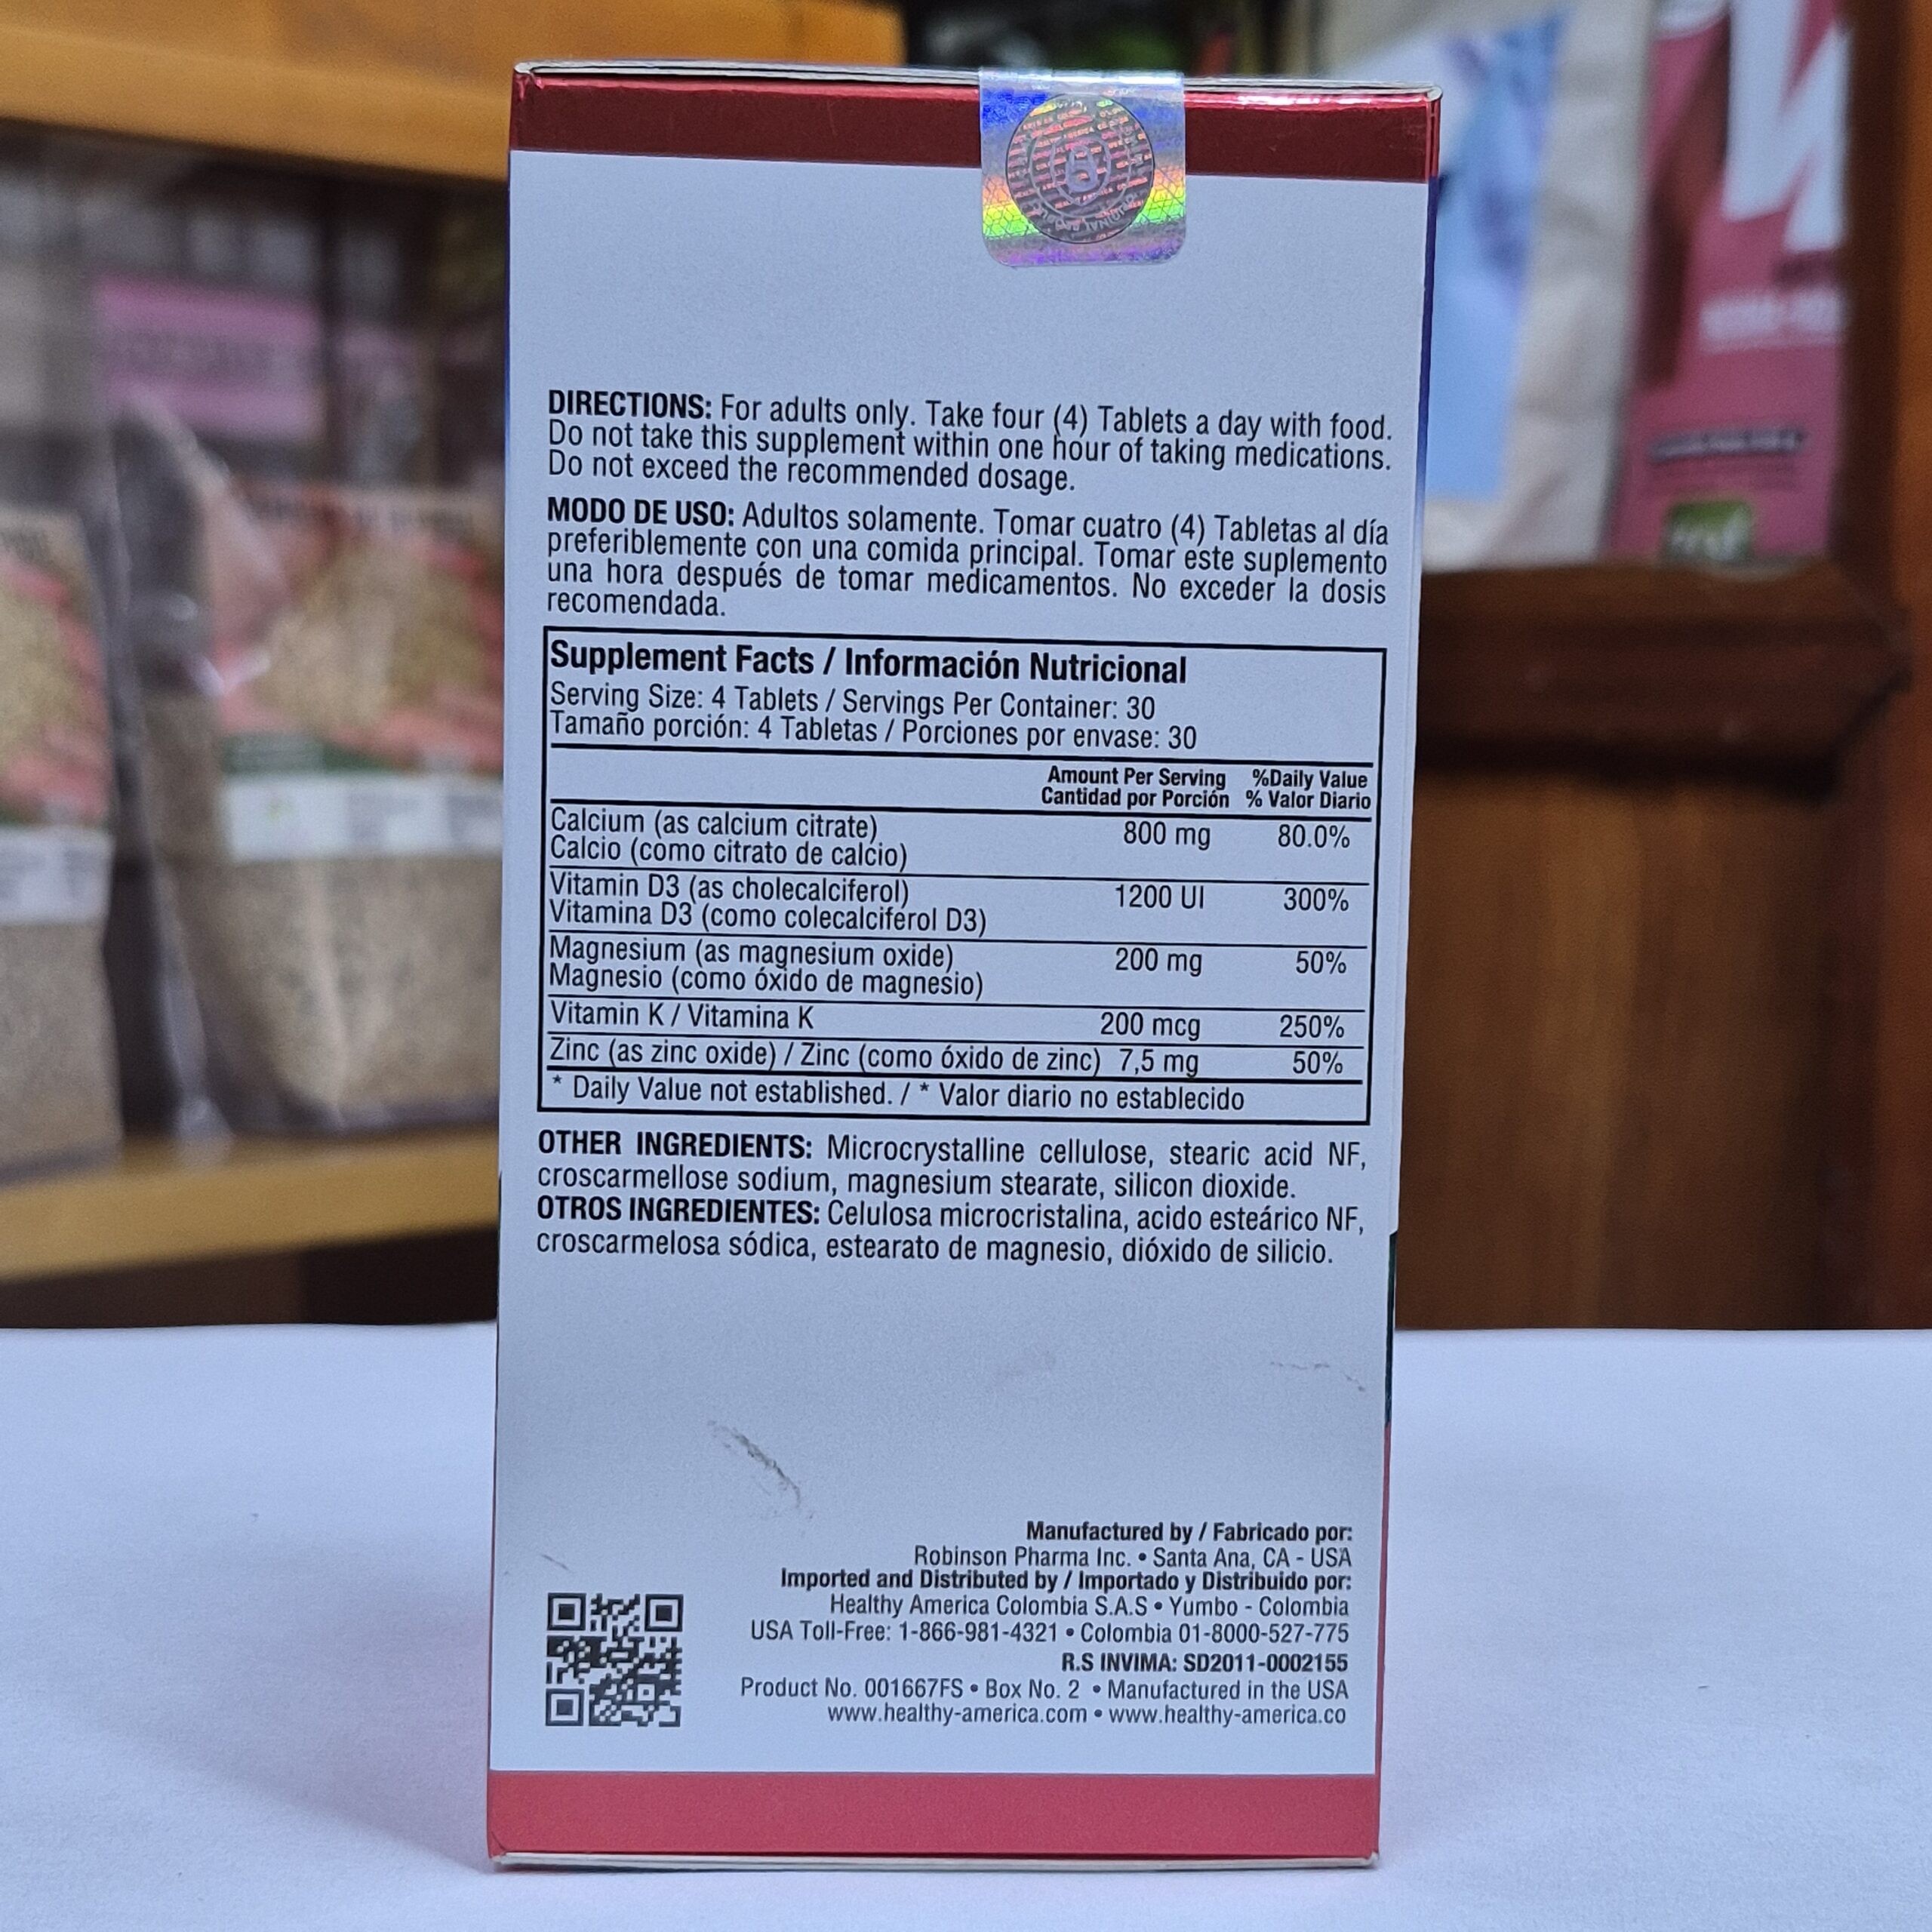 DIRECTIONS: For adults only. Take four (4) Tablets a day with food.
Do not take this supplement within one hour of taking medications.
Do not exceed the recommended dosage.
MODO DE USO: Adultos solamente. Tomar cuatro (4) Tabletas al día
preferiblemente con una comida principal. Tomar este suplemento
una hora después de tomar medicamentos. No exceder la dosis
recomendada.
Supplement Facts / Información Nutricional
Serving Size: 4 Tablets / Servings Per Container: 30
Tamaño porción: 4 Tabletas / Porciones por envase: 30
Amount Per Serving %Daily Value
Cantidad por Porción % Valor Diario
Calcium (as calcium citrate) 800 mg 80.0%
Calcio (como citrato de calcio)
Vitamin D3 (as cholecalciferol) 1200 UI 300%
Vitamina D3 (como colecalciferol D3)
Magnesium (as magnesium oxide) 200 mg 50%
Magnesio (como óxido de magnesio)
Vitamin K / Vitamina K 200 mcg 250%
Zinc (as zinc oxide) / Zinc (como óxido de zinc) 7,5 mg 50%
* Daily Value not established. / * Valor diario no establecido
OTHER INGREDIENTS: Microcrystalline cellulose, stearic acid NF,
croscarmellose sodium, magnesium stearate, silicon dioxide.
OTROS INGREDIENTES: Celulosa microcristalina, acido esteárico NF,
croscarmelosa sódica, estearato de magnesio, dióxido de silicio.
Manufactured by / Fabricado por:
Robinson Pharma Inc. • Santa Ana, CA - USA
Imported and Distributed by / Importado y Distribuido por:
Healthy America Colombia S.A.S • Yumbo - Colombia
USA Toll-Free: 1-866-981-4321 • Colombia 01-8000-527-775
R.S INVIMA: SD2011-0002155
Product No. 001667FS • Box No. 2 • Manufactured in the USA
www.healthy-america.com • www.healthy-america.co